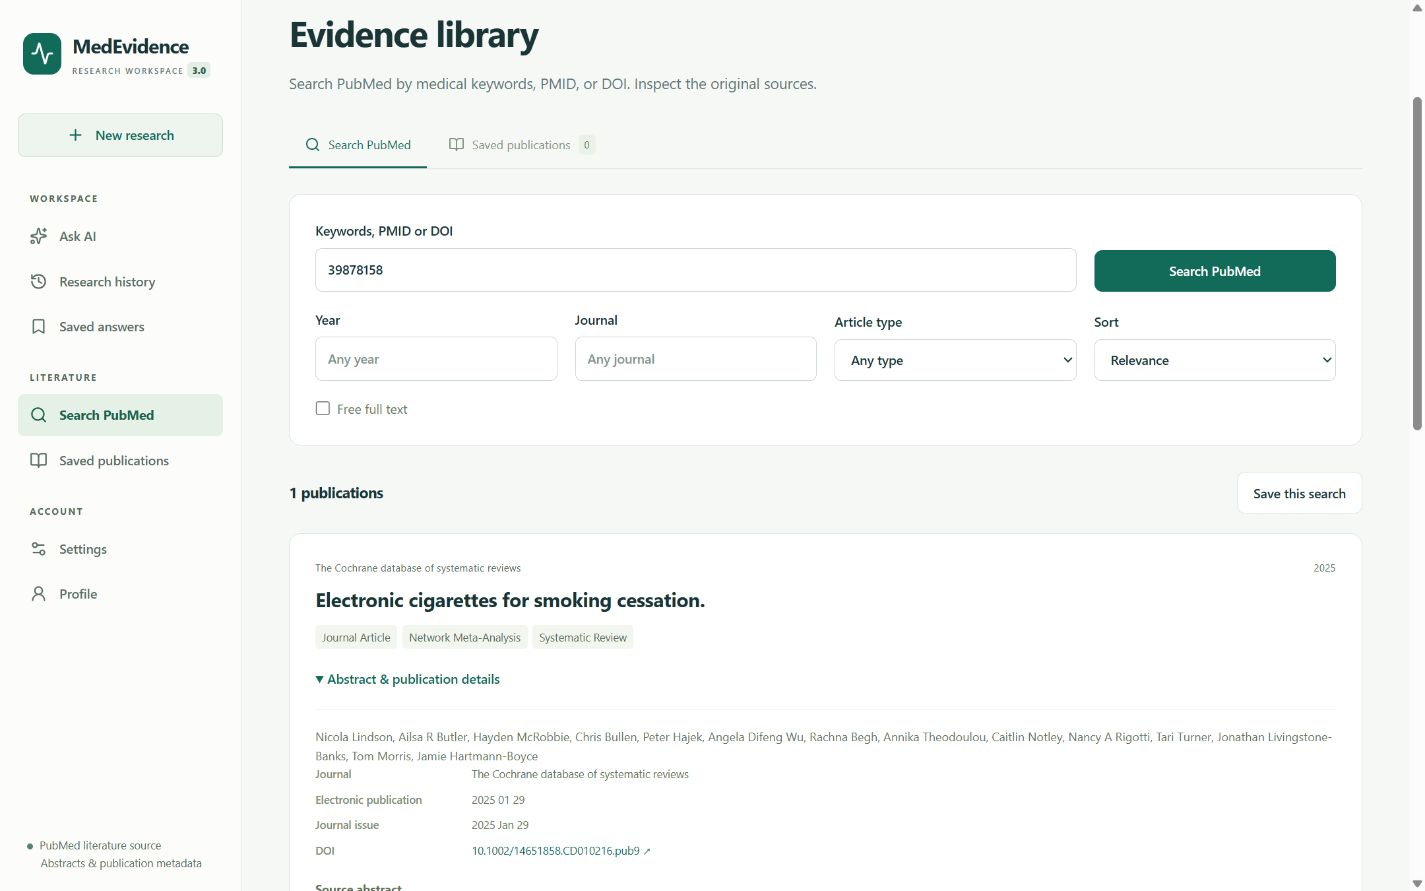 MedEvidence
RESEARCH WORKSPACE 3.0
New research
WORKSPACE
Ask AI
Research history
Saved answers
LITERATURE
Search PubMed
Saved publications
ACCOUNT
Settings
Profile
PubMed literature source
Abstracts & publication metadata
Evidence library
Search PubMed by medical keywords, PMID, or DOI. Inspect the original sources.
Search PubMed
Saved publications 0
Keywords, PMID or DOI
39878158
Search PubMed
Year
Journal
Article type
Sort
Any year
Any journal
Any type
Relevance
Free full text
1 publications
Save this search
The Cochrane database of systematic reviews
2025
Electronic cigarettes for smoking cessation.
Journal Article
Network Meta-Analysis
Systematic Review
▼ Abstract & publication details
Nicola Lindson, Ailsa R Butler, Hayden McRobbie, Chris Bullen, Peter Hajek, Angela Difeng Wu, Rachna Begh, Annika Theodoulou, Caitlin Notley, Nancy A Rigotti, Tari Turner, Jonathan Livingstone-
Banks, Tom Morris, Jamie Hartmann-Boyce
Journal The Cochrane database of systematic reviews
Electronic publication 2025 01 29
Journal issue 2025 Jan 29
DOI 10.1002/14651858.CD010216.pub9 ↗
Source abstract